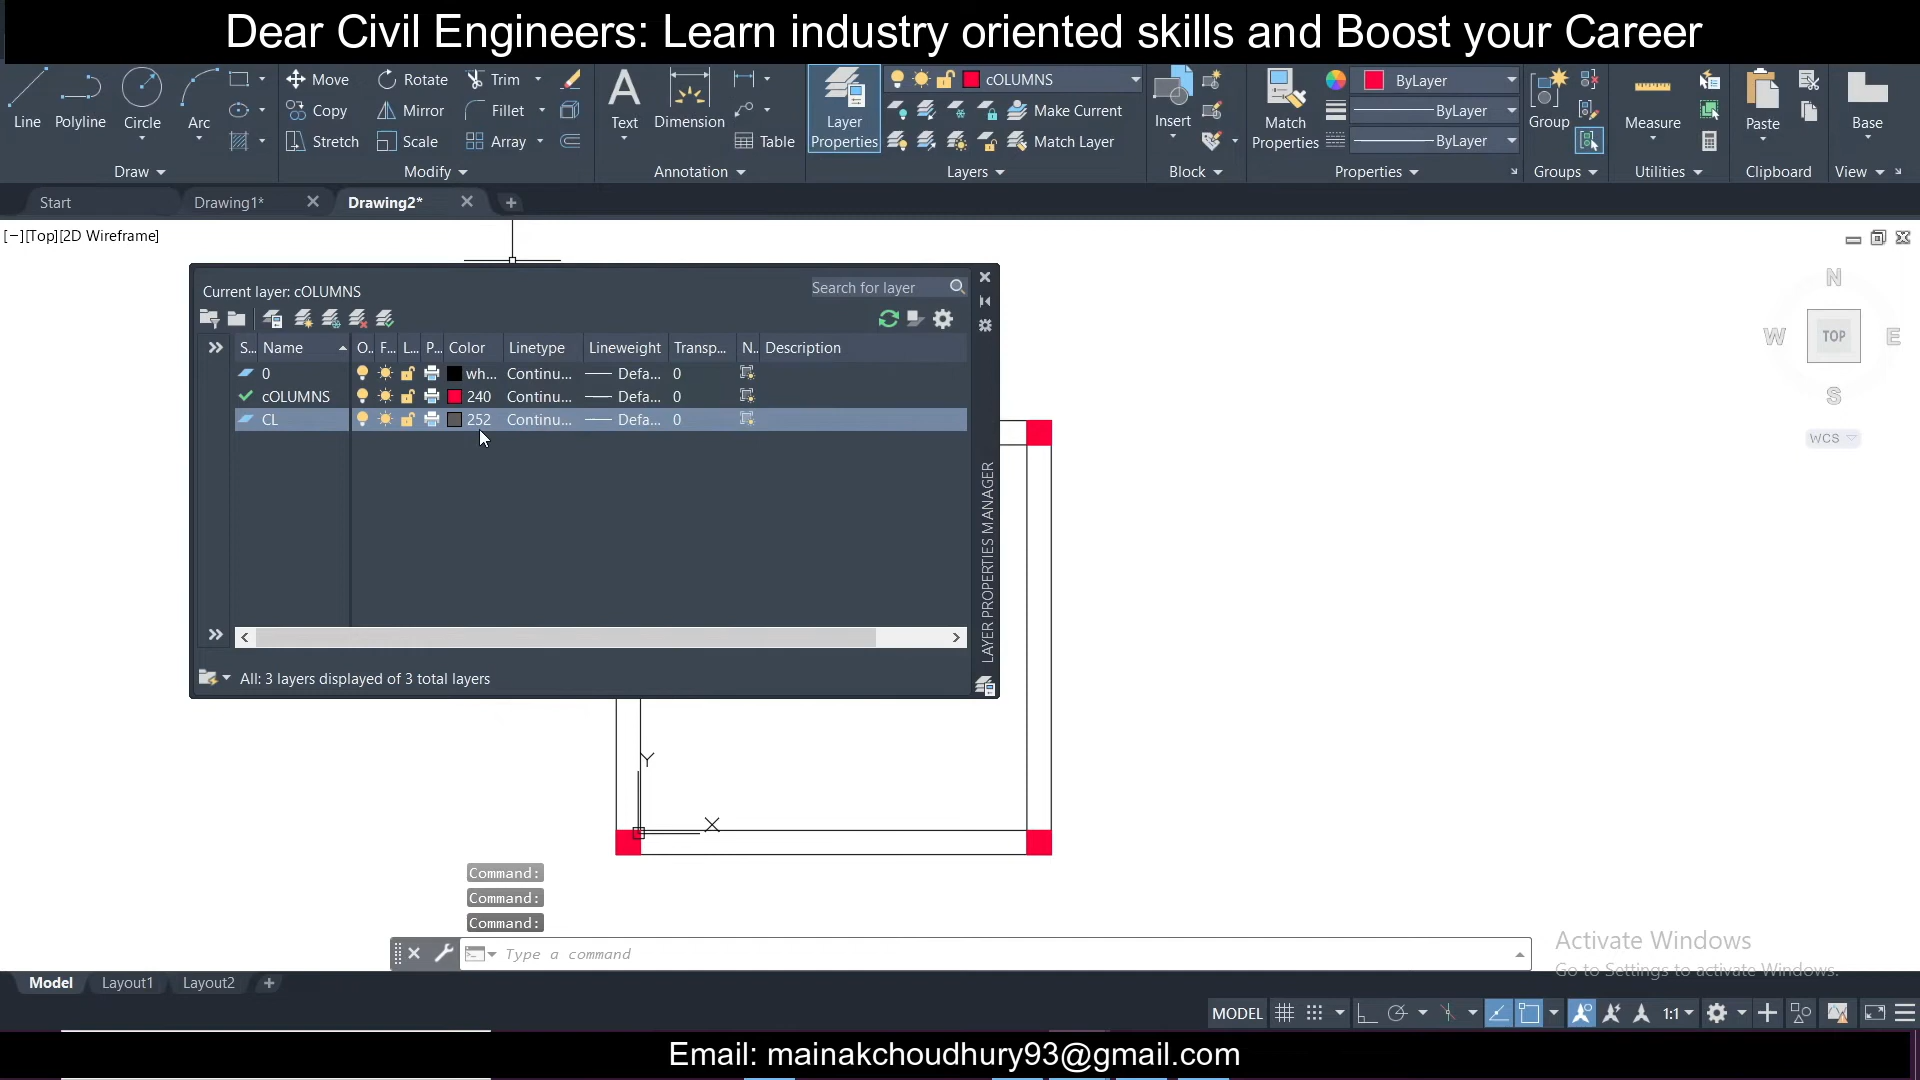 Dear Civil Engineers: Learn industry oriented skills and Boost your Career
Line
Polyline
Circle
Arc
Move
Rotate
Trim
Copy
Mirror
Fillet
Stretch
Scale
Array
Text
Dimension
Table
Layer
Properties
cOLUMNS
Make Current
Match Layer
Insert
Match
Properties
ByLayer
ByLayer
ByLayer
Group
Measure
Paste
Base
Draw
Modify
Annotation
Layers
Block
Properties
Groups
Utilities
Clipboard
View
Start
Drawing1*
Drawing2*
[−][Top][2D Wireframe]
Current layer: cOLUMNS
Search for layer
S.. Name O.. F... L... P... Color Linetype Lineweight Transp... N.. Description
0 wh... Continu... Defa... 0
cOLUMNS 240 Continu... Defa... 0
CL 252 Continu... Defa... 0
All: 3 layers displayed of 3 total layers
LAYER PROPERTIES MANAGER
N
W
TOP
E
S
WCS
Y
X
Command:
Command:
Command:
Type a command
Activate Windows
Go to Settings to activate Windows.
Model
Layout1
Layout2
MODEL
1:1
Email: mainakchoudhury93@gmail.com